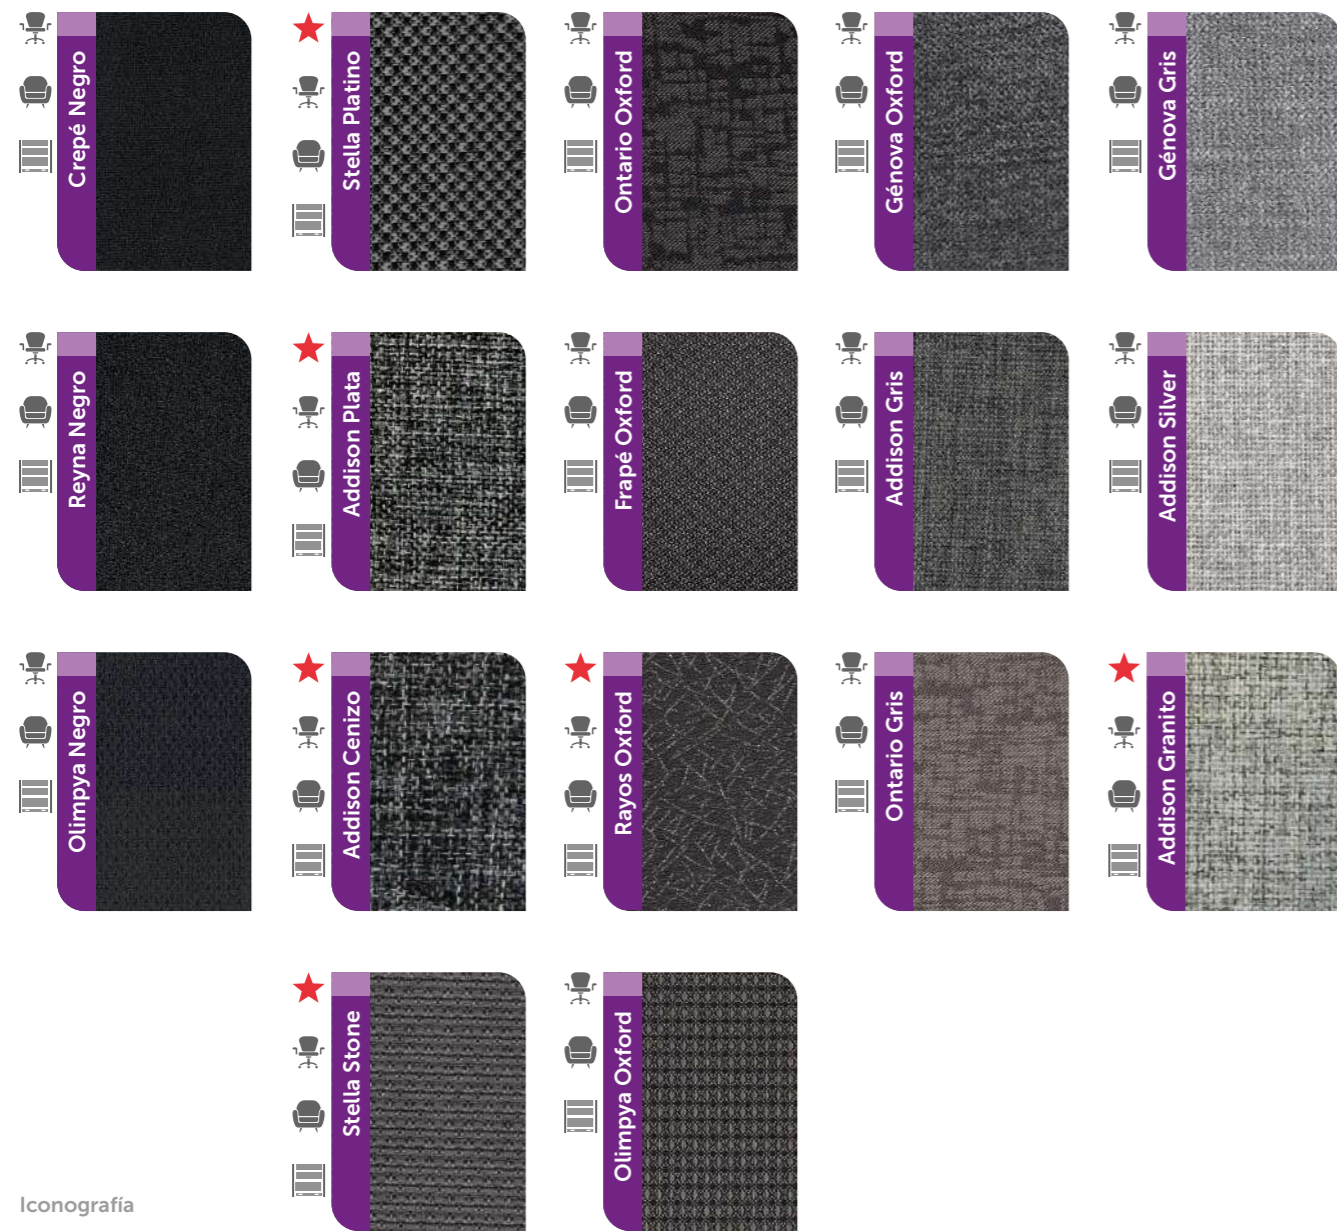 Crepé Negro
Stella Platino
Ontario Oxford
Génova Oxford
Génova Gris
Reyna Negro
Addison Plata
Frapé Oxford
Addison Gris
Addison Silver
Olimpya Negro
Addison Cenizo
Rayos Oxford
Ontario Gris
Addison Granito
Stella Stone
Olimpya Oxford
Iconografía